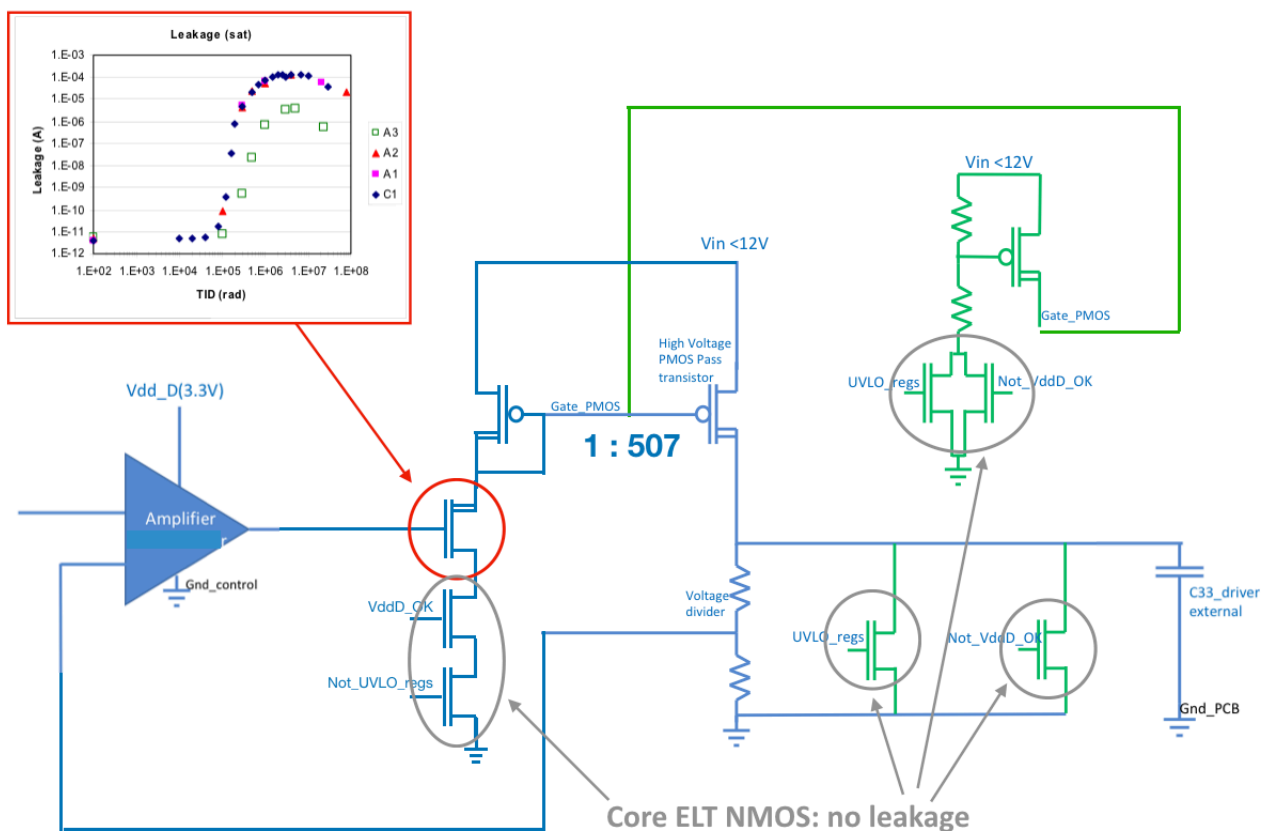 Leakage (sat)
1.E-03
1.E-04
1.E-05
1.E-06
1.E-07
1.E-08
1.E-09
1.E-10
1.E-11
1.E-12
Leakage (A)
1.E+02 1.E+03 1.E+04 1.E+05 1.E+06 1.E+07 1.E+08
TID (rad)
A3
A2
A1
C1
Vin <12V
Vin <12V
Gate_PMOS
High Voltage
PMOS Pass
transistor
UVLO_regs
Not_VddD_OK
Vdd_D(3.3V)
Gate_PMOS
1 : 507
Amplifier
r
Gnd_control
VddD_OK
Not_UVLO_regs
Voltage
divider
UVLO_regs
Not_VddD_OK
C33_driver
external
Gnd_PCB
Core ELT NMOS: no leakage